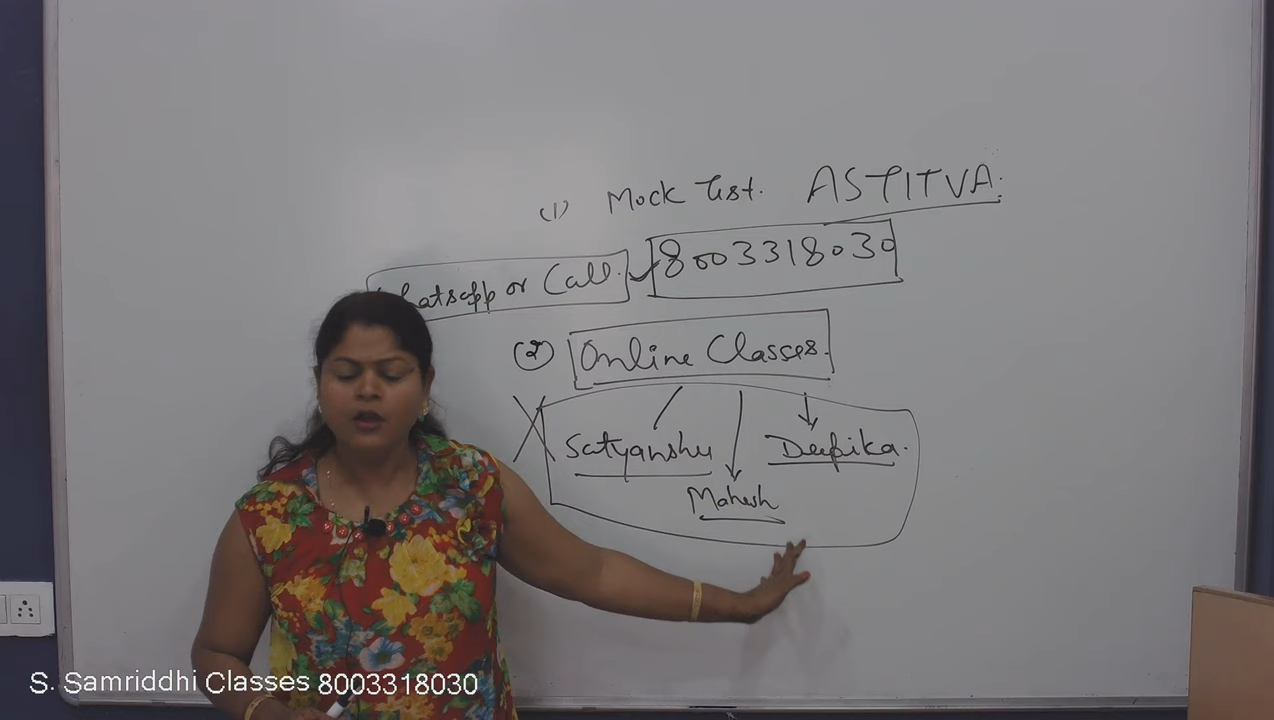 (1) Mock Test. ASTITVA.
Whatsapp or Call. 8003318030
(2) Online Classes.
Satyanshu Deepika.
Mahesh
S. Samriddhi Classes 8003318030